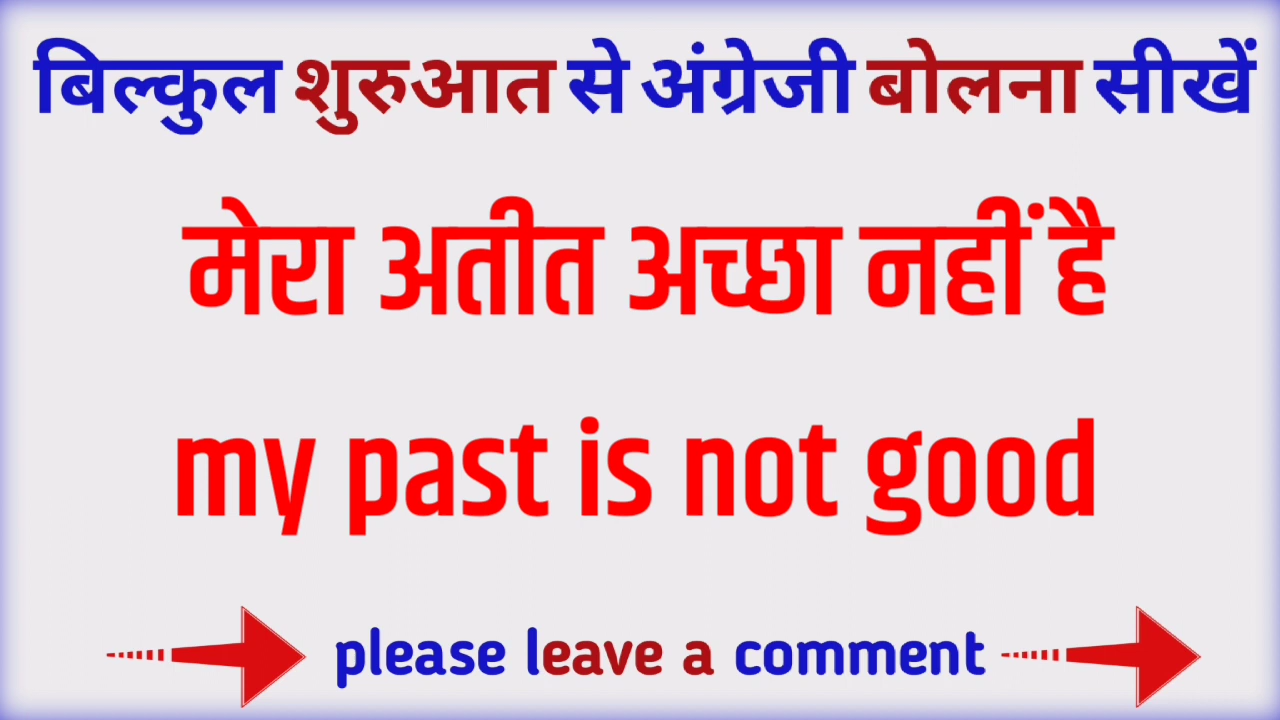 बिल्कुल शुरुआत से अंग्रेजी बोलना सीखें
मेरा अतीत अच्छा नहीं है
my past is not good
please leave a comment